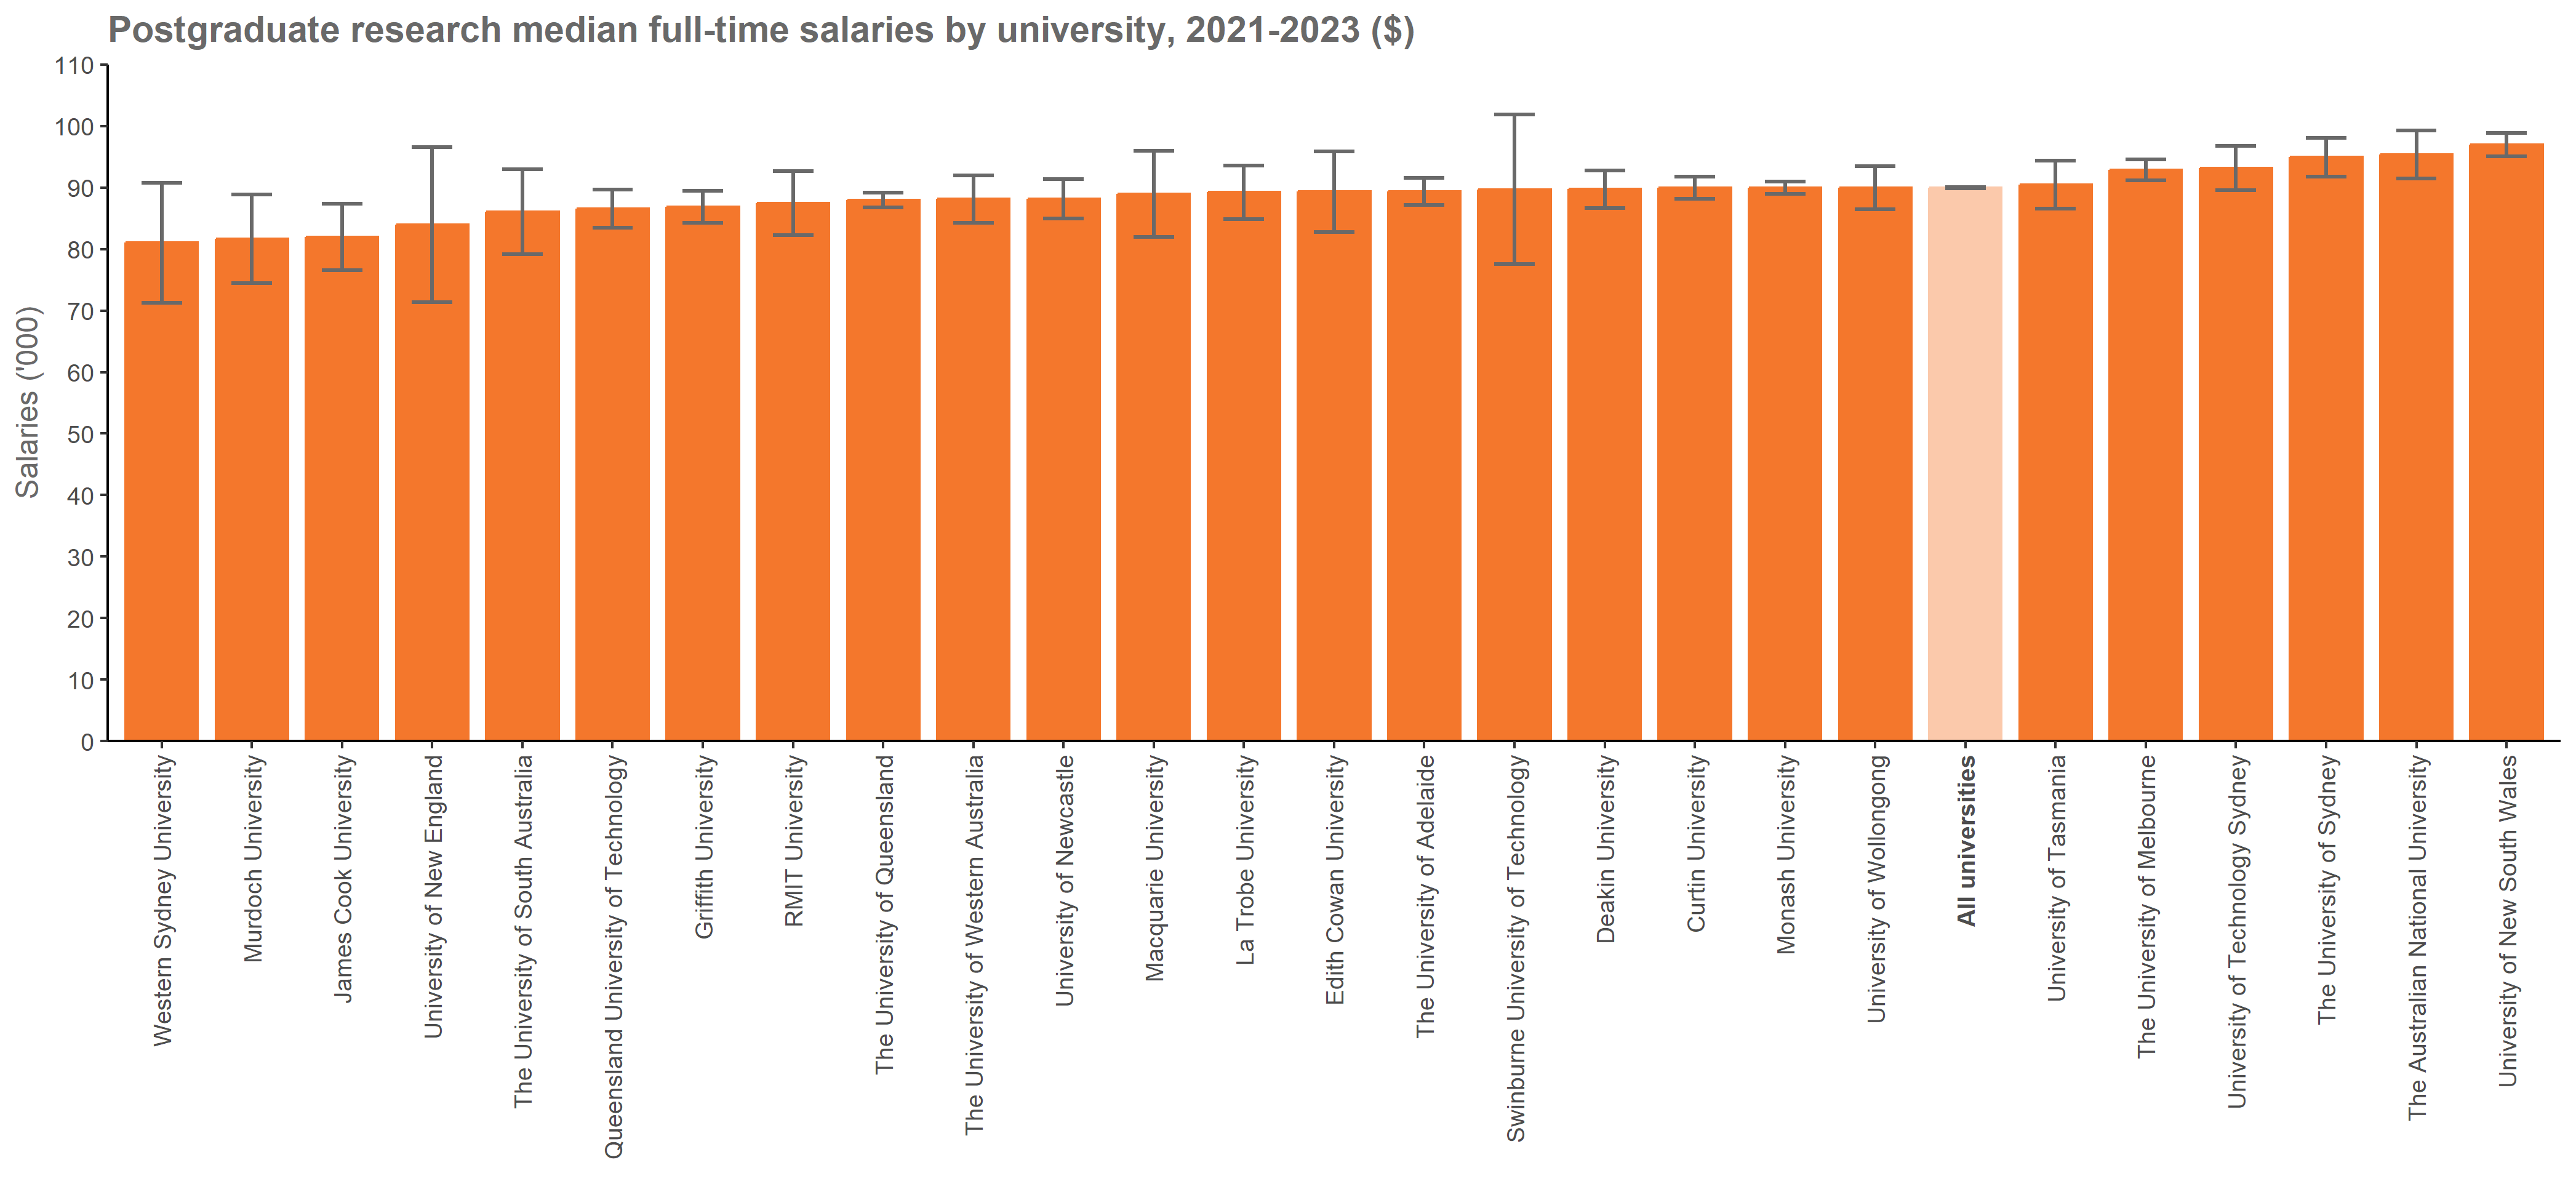 Postgraduate research median full-time salaries by university, 2021-2023 ($)
Salaries ('000)
110
100
90
80
70
60
50
40
30
20
10
0
Western Sydney University
Murdoch University
James Cook University
University of New England
The University of South Australia
Queensland University of Technology
Griffith University
RMIT University
The University of Queensland
The University of Western Australia
University of Newcastle
Macquarie University
La Trobe University
Edith Cowan University
The University of Adelaide
Swinburne University of Technology
Deakin University
Curtin University
Monash University
University of Wollongong
All universities
University of Tasmania
The University of Melbourne
University of Technology Sydney
The University of Sydney
The Australian National University
University of New South Wales